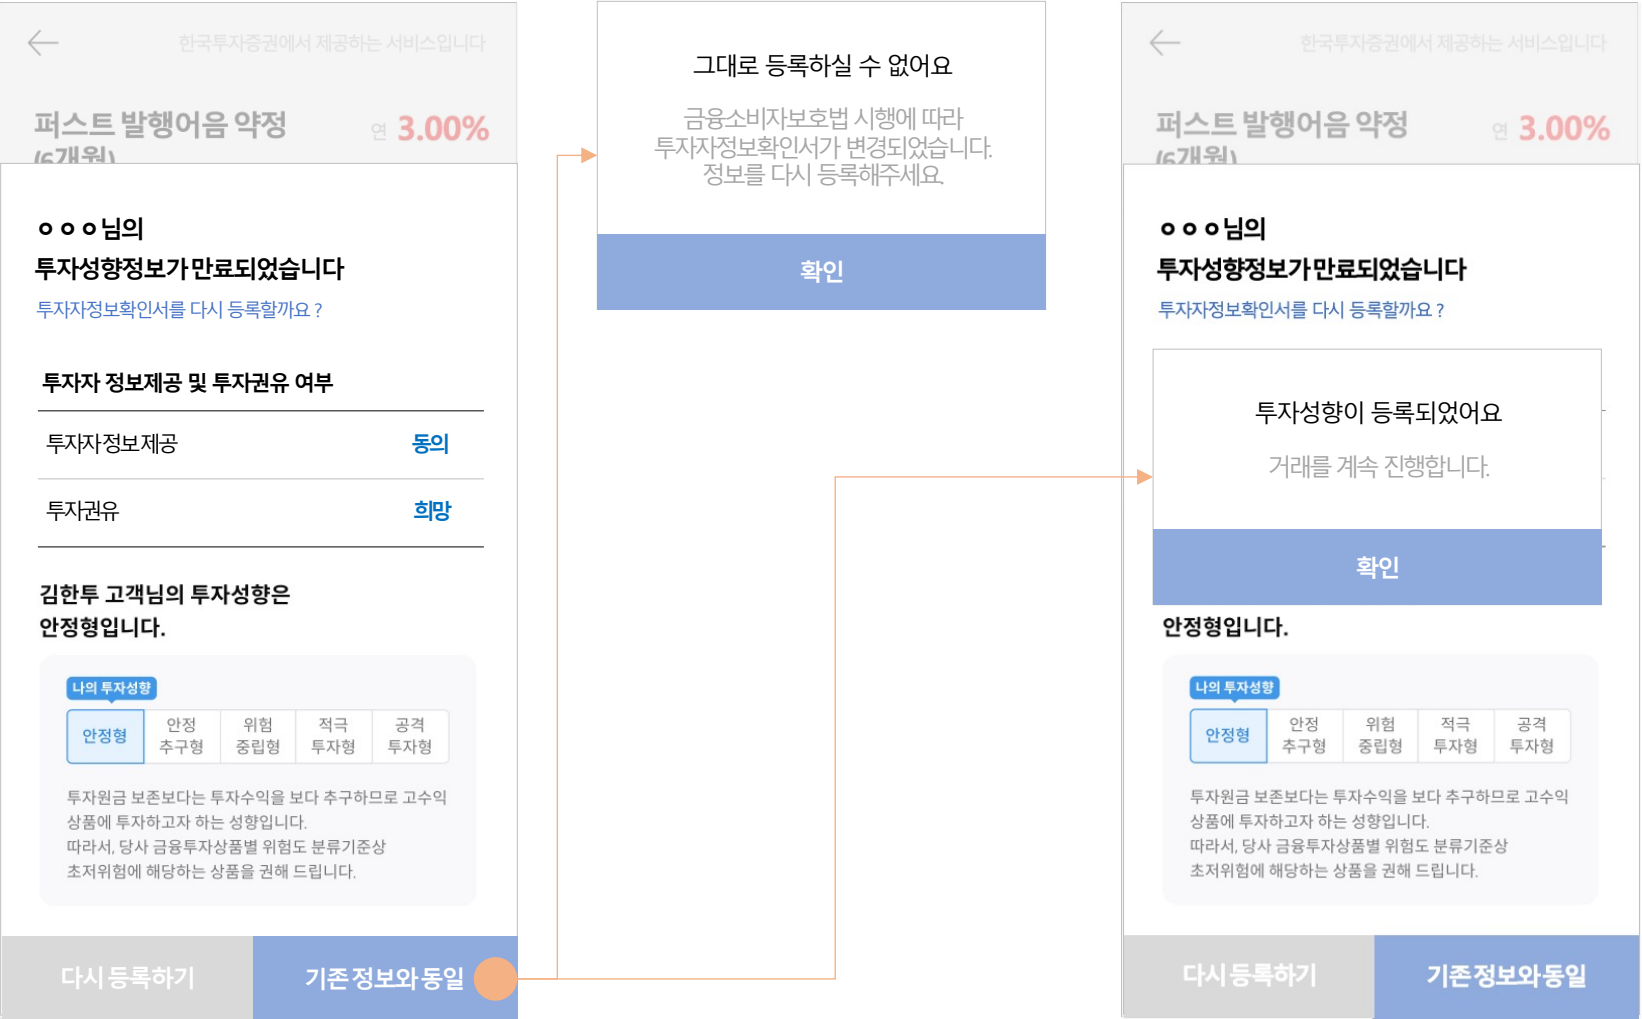 한국투자증권에서 제공하는 서비스입니다
퍼스트 발행어음 약정
연 3.00%
(6개월)
ㅇㅇㅇ님의
투자성향정보가 만료되었습니다
투자자정보확인서를 다시 등록할까요 ?
투자자 정보제공 및 투자권유 여부
투자자 정보 제공 동의
투자권유 희망
김한투 고객님의 투자성향은
안정형입니다.
나의 투자성향
안정형
안정
추구형
위험
중립형
적극
투자형
공격
투자형
투자원금 보존보다는 투자수익을 보다 추구하므로 고수익
상품에 투자하고자 하는 성향입니다.
따라서, 당사 금융투자상품별 위험도 분류기준상
초저위험에 해당하는 상품을 권해 드립니다.
다시 등록하기
기존 정보와 동일
그대로 등록하실 수 없어요
금융소비자보호법 시행에 따라
투자자정보확인서가 변경되었습니다.
정보를 다시 등록해주세요.
확인
한국투자증권에서 제공하는 서비스입니다
퍼스트 발행어음 약정
연 3.00%
(6개월)
ㅇㅇㅇ님의
투자성향정보가 만료되었습니다
투자자정보확인서를 다시 등록할까요 ?
투자성향이 등록되었어요
거래를 계속 진행합니다.
확인
안정형입니다.
나의 투자성향
안정형
안정
추구형
위험
중립형
적극
투자형
공격
투자형
투자원금 보존보다는 투자수익을 보다 추구하므로 고수익
상품에 투자하고자 하는 성향입니다.
따라서, 당사 금융투자상품별 위험도 분류기준상
초저위험에 해당하는 상품을 권해 드립니다.
다시 등록하기
기존 정보와 동일